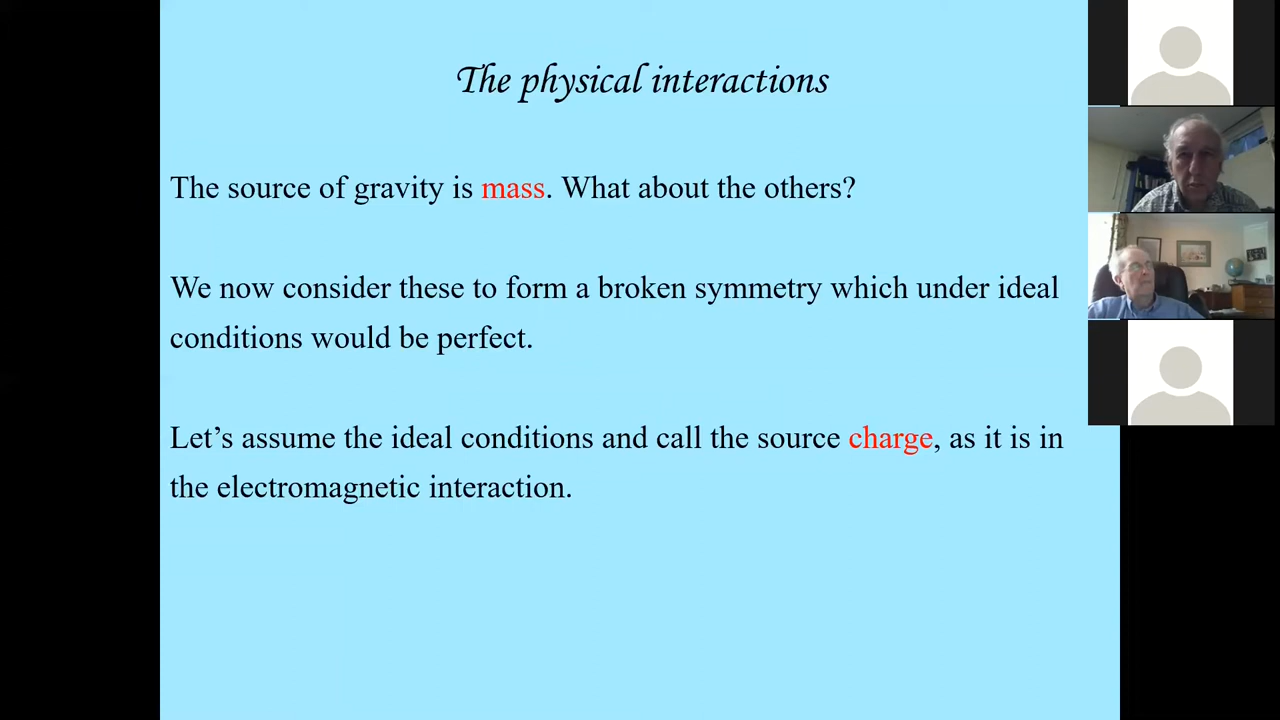 The physical interactions
The source of gravity is mass. What about the others?
We now consider these to form a broken symmetry which under ideal
conditions would be perfect.
Let’s assume the ideal conditions and call the source charge, as it is in
the electromagnetic interaction.